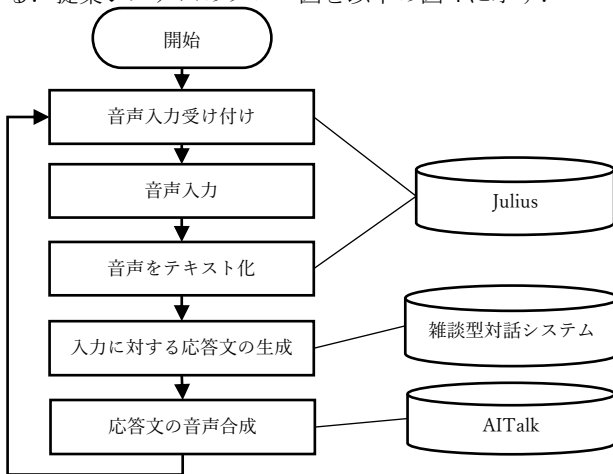 開始
音声入力受け付け
音声入力
音声をテキスト化
入力に対する応答文の生成
応答文の音声合成
Julius
雑談型対話システム
AITalk